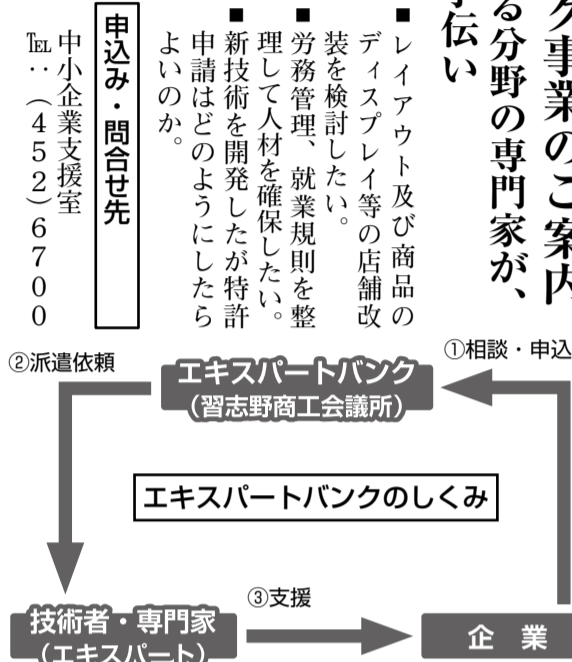 ク事業のご案内
る分野の専門家が、
手伝い
■レイアウト及び商品の
ディスプレイ等の店舗改
装を検討したい。
■労務管理、就業規則を整
理して人材を確保したい。
■新技術を開発したが特許
申請はどのようにしたら
よいのか。
申込み・問合せ先
中小企業支援室
℡：（452）6700
①相談・申込
②派遣依頼
エキスパートバンク
（習志野商工会議所）
エキスパートバンクのしくみ
③支援
技術者・専門家
（エキスパート）
企　業